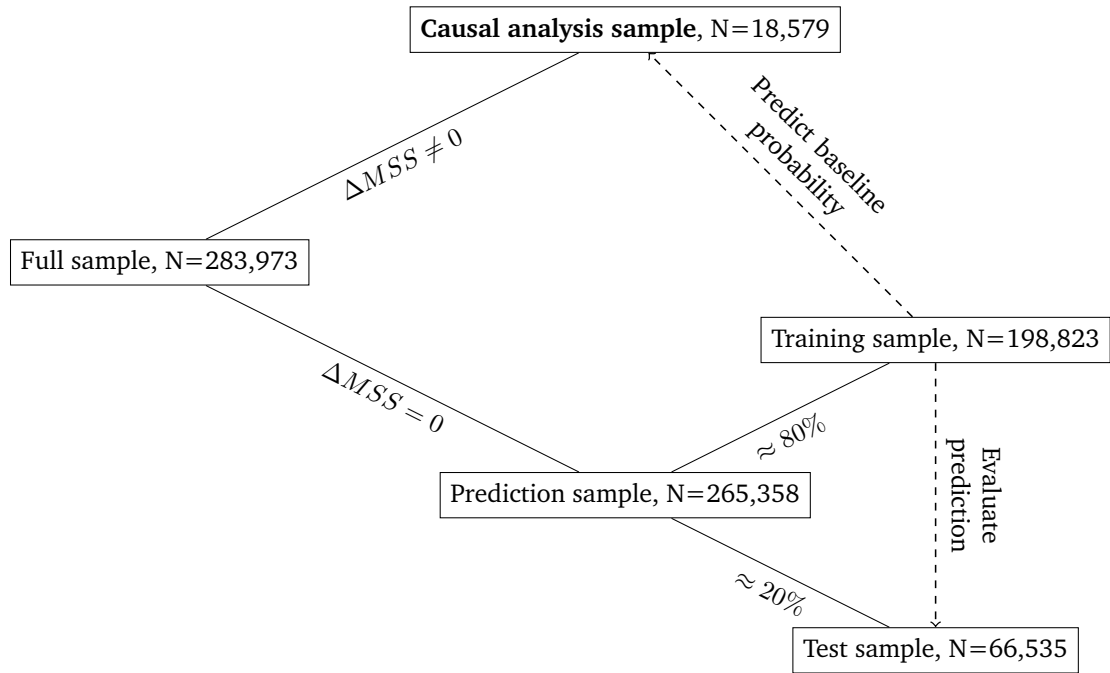 Causal analysis sample, N=18,579
Predict baseline
probability
ΔMSS ≠ 0
Full sample, N=283,973
Training sample, N=198,823
ΔMSS = 0
≈ 80%
Evaluate
prediction
Prediction sample, N=265,358
≈ 20%
Test sample, N=66,535